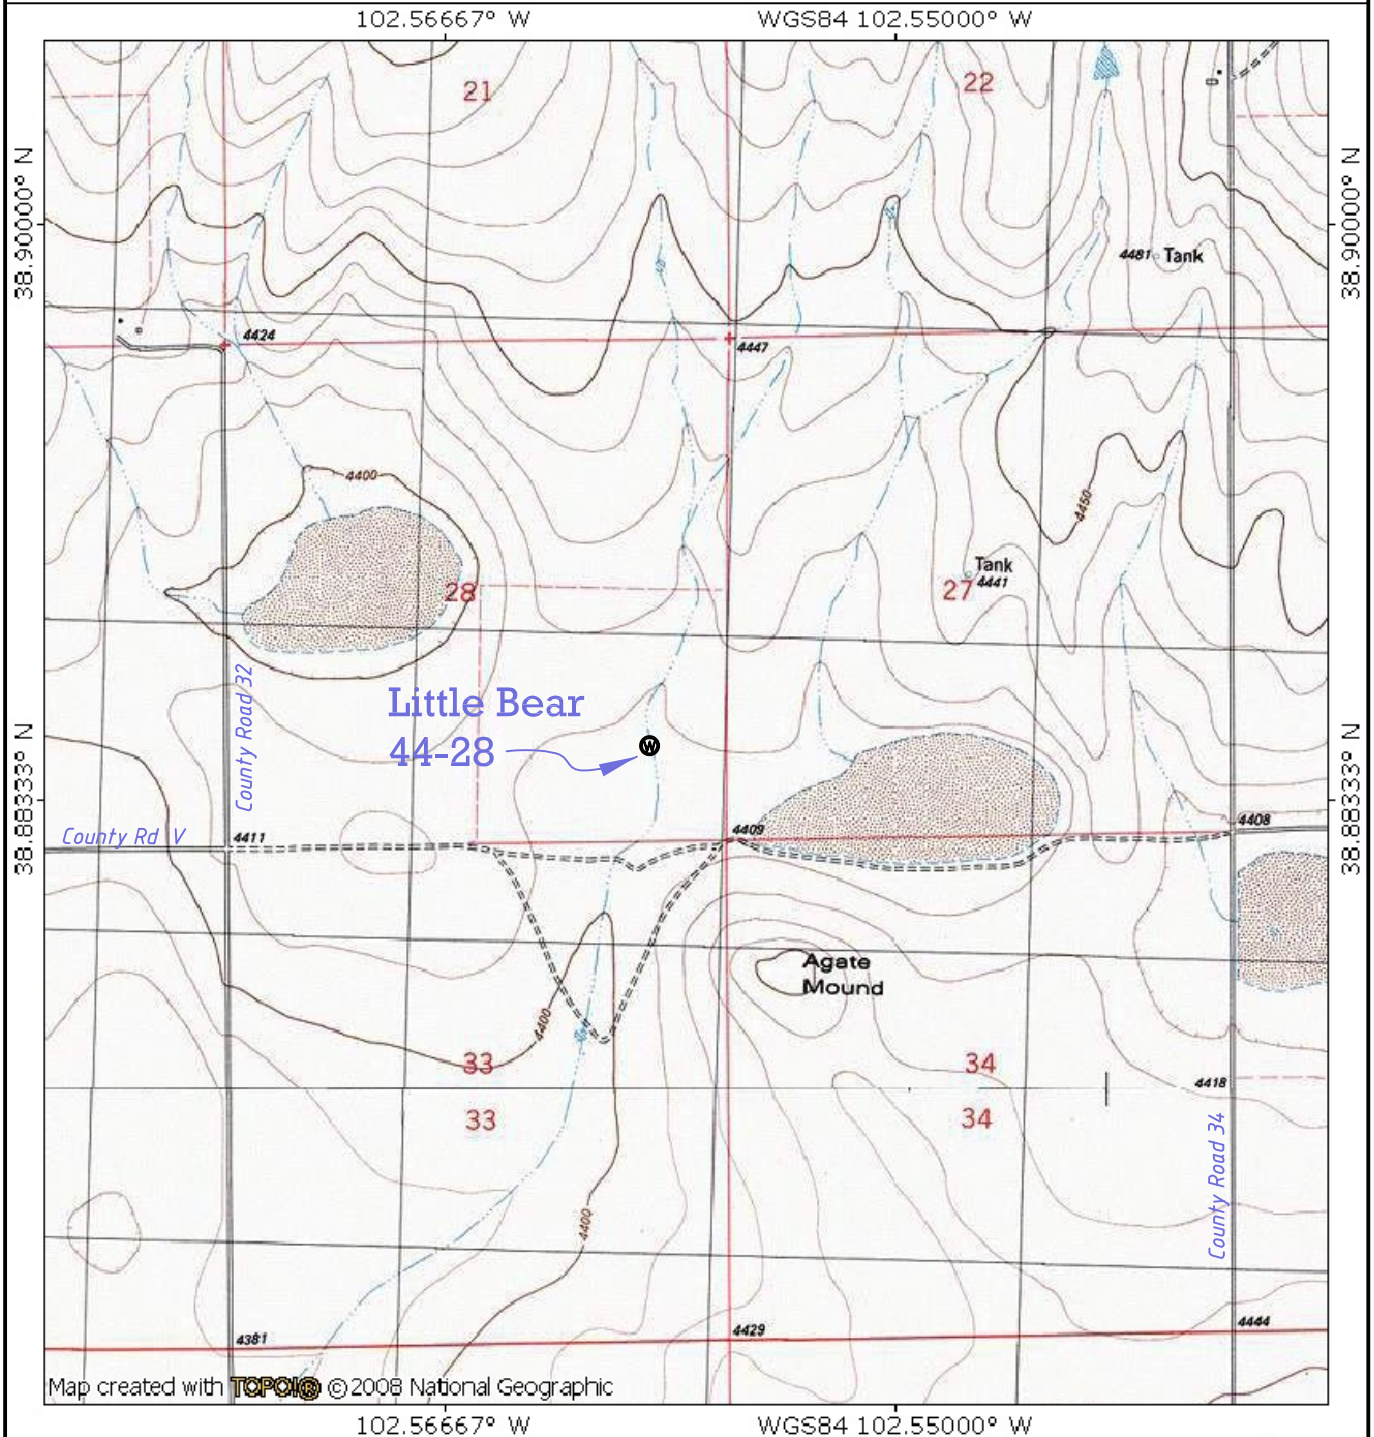 102.56667° W
WGS84 102.55000° W
21
22
38.90000° N
38.90000° N
4481 Tank
4424
4447
4400
4450
Tank
4441
28
27
County Road 32
Little Bear
44-28
W
38.88333° N
38.88333° N
County Rd V
4411
4409
4408
Agate
Mound
4400
33
34
4418
33
34
County Road 34
4400
4381
4429
4444
Map created with TOPO!® ©2008 National Geographic
102.56667° W
WGS84 102.55000° W